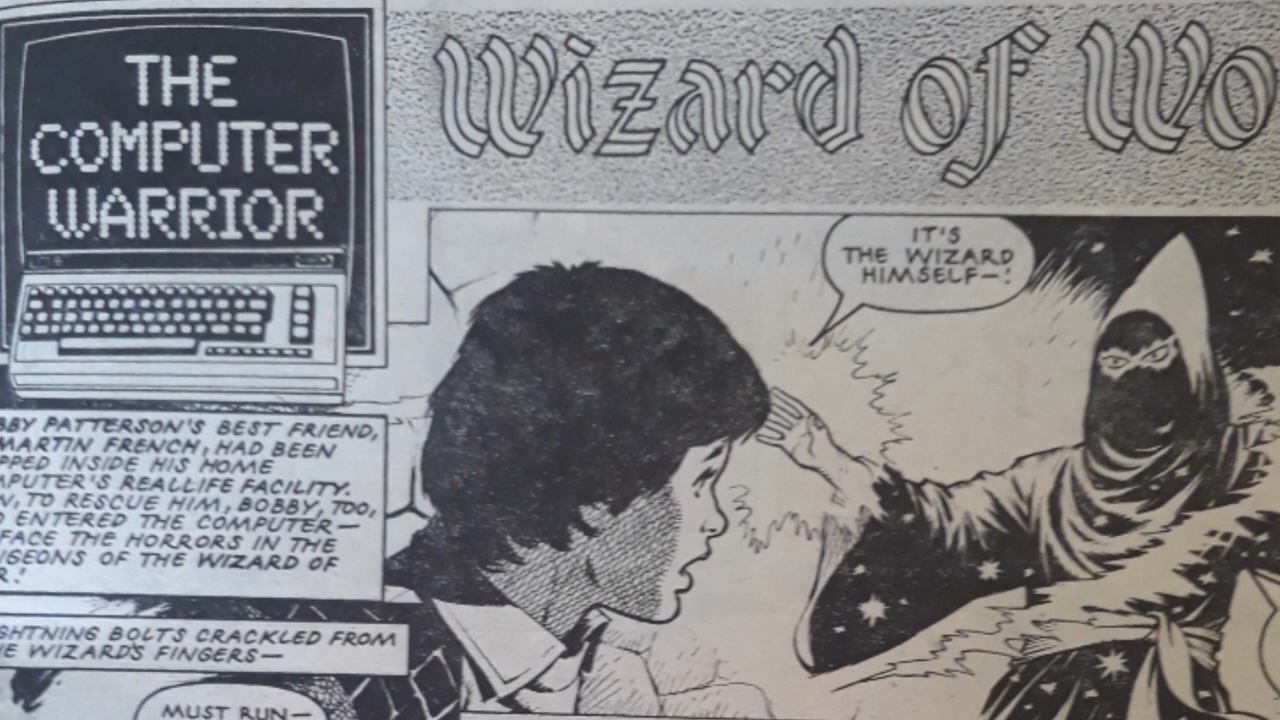 THE
COMPUTER
WARRIOR
Wizard of Wo
IT'S
THE WIZARD
HIMSELF—!
BBY PATTERSON'S BEST FRIEND,
MARTIN FRENCH, HAD BEEN
PPED INSIDE HIS HOME
MPUTER'S REALLIFE FACILITY.
N, TO RESCUE HIM, BOBBY, TOO,
D ENTERED THE COMPUTER—
FACE THE HORRORS IN THE
NGEONS OF THE WIZARD OF
R!
GHTNING BOLTS CRACKLED FROM
HE WIZARD'S FINGERS—
MUST RUN—